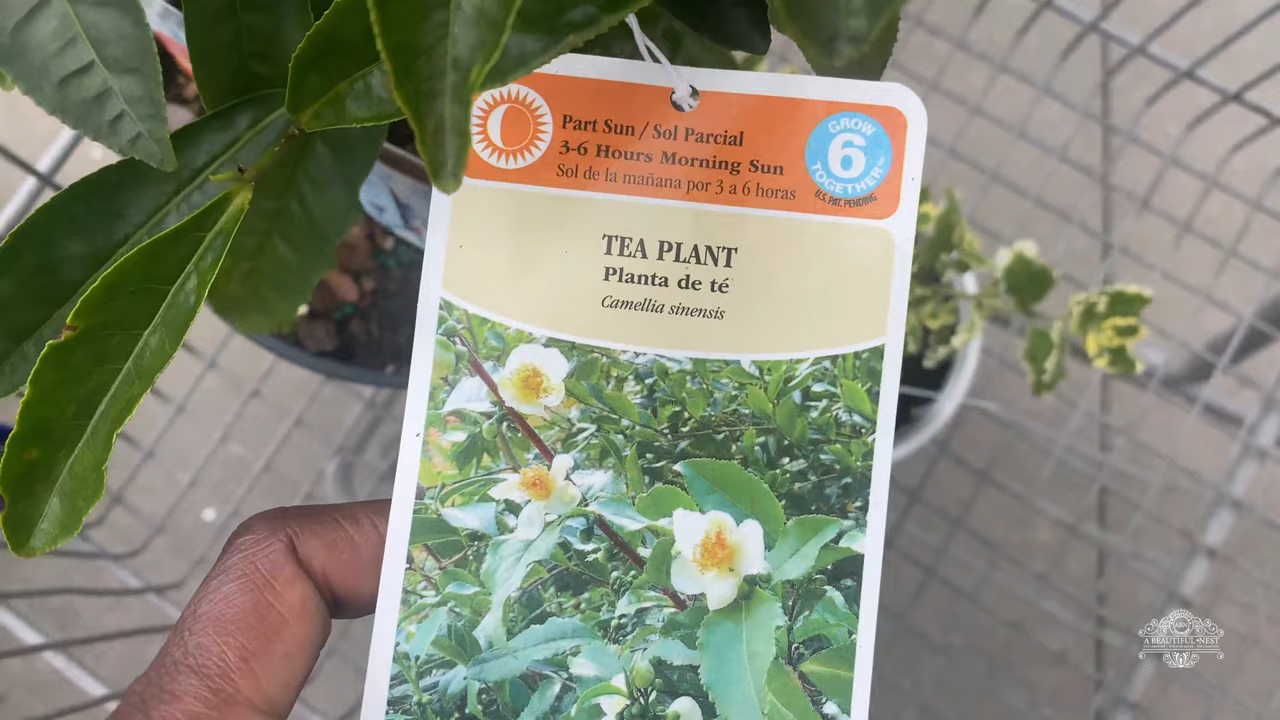 Part Sun / Sol Parcial
3-6 Hours Morning Sun
Sol de la mañana por 3 a 6 horas
GROW
6
TOGETHER™
U.S. PAT. PENDING
TEA PLANT
Planta de té
Camellia sinensis
A BEAUTIFUL NEST